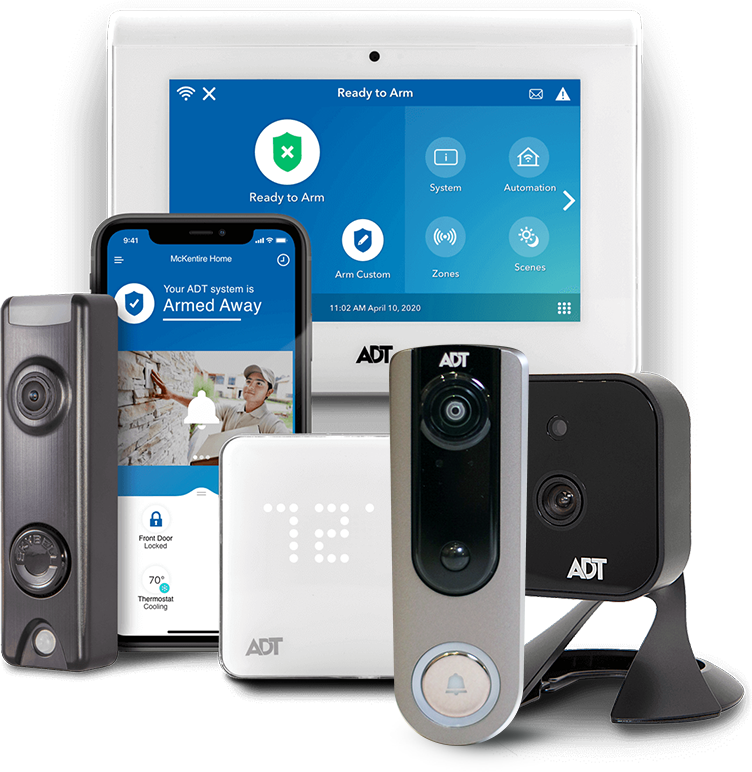 Ready to Arm
Ready to Arm
System
Automation
Arm Custom
Zones
Scenes
11:02 AM April 10, 2020
ADT
9:41
McKentire Home
Your ADT system is
Armed Away
Front Door
Locked
70°
Thermostat
Cooling
72°
ADT
ADT
ADT